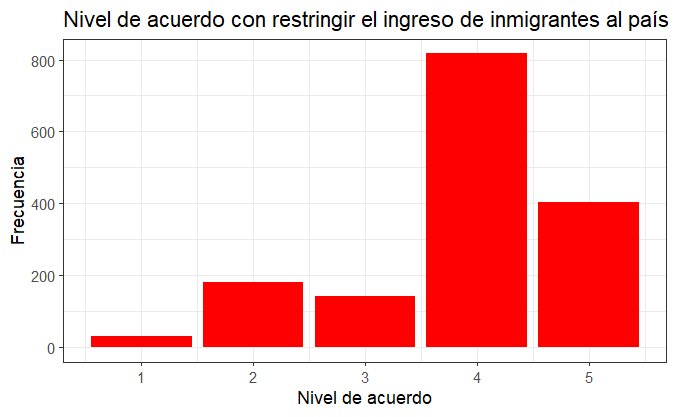 Nivel de acuerdo con restringir el ingreso de inmigrantes al país
Frecuencia
800
600
400
200
0
1 2 3 4 5
Nivel de acuerdo